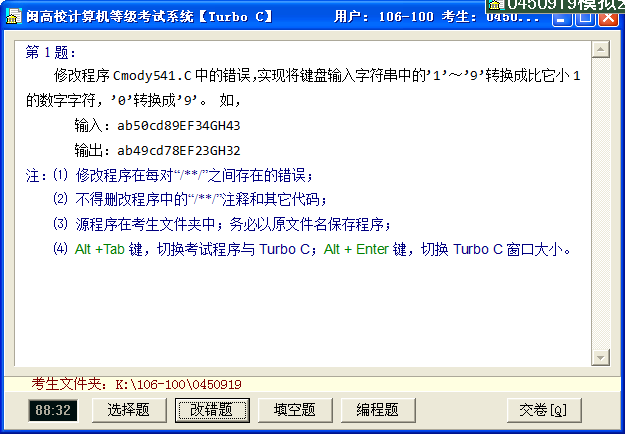 闽高校计算机等级考试系统【Turbo C】 用户: 106-100 考生: 0450...
0450919模拟
第 1 题:
修改程序 Cmody541.C 中的错误,实现将键盘输入字符串中的’1’～’9’转换成比它小 1
的数字字符，’0’转换成’9’。 如,
输入: ab50cd89EF34GH43
输出: ab49cd78EF23GH32
注: ⑴ 修改程序在每对“/**/”之间存在的错误;
⑵ 不得删改程序中的“/**/”注释和其它代码;
⑶ 源程序在考生文件夹中; 务必以原文件名保存程序;
⑷ Alt +Tab 键，切换考试程序与 Turbo C; Alt + Enter 键，切换 Turbo C 窗口大小。
考生文件夹: K:\106-100\0450919
88:32 选择题 改错题 填空题 编程题 交卷[Q]